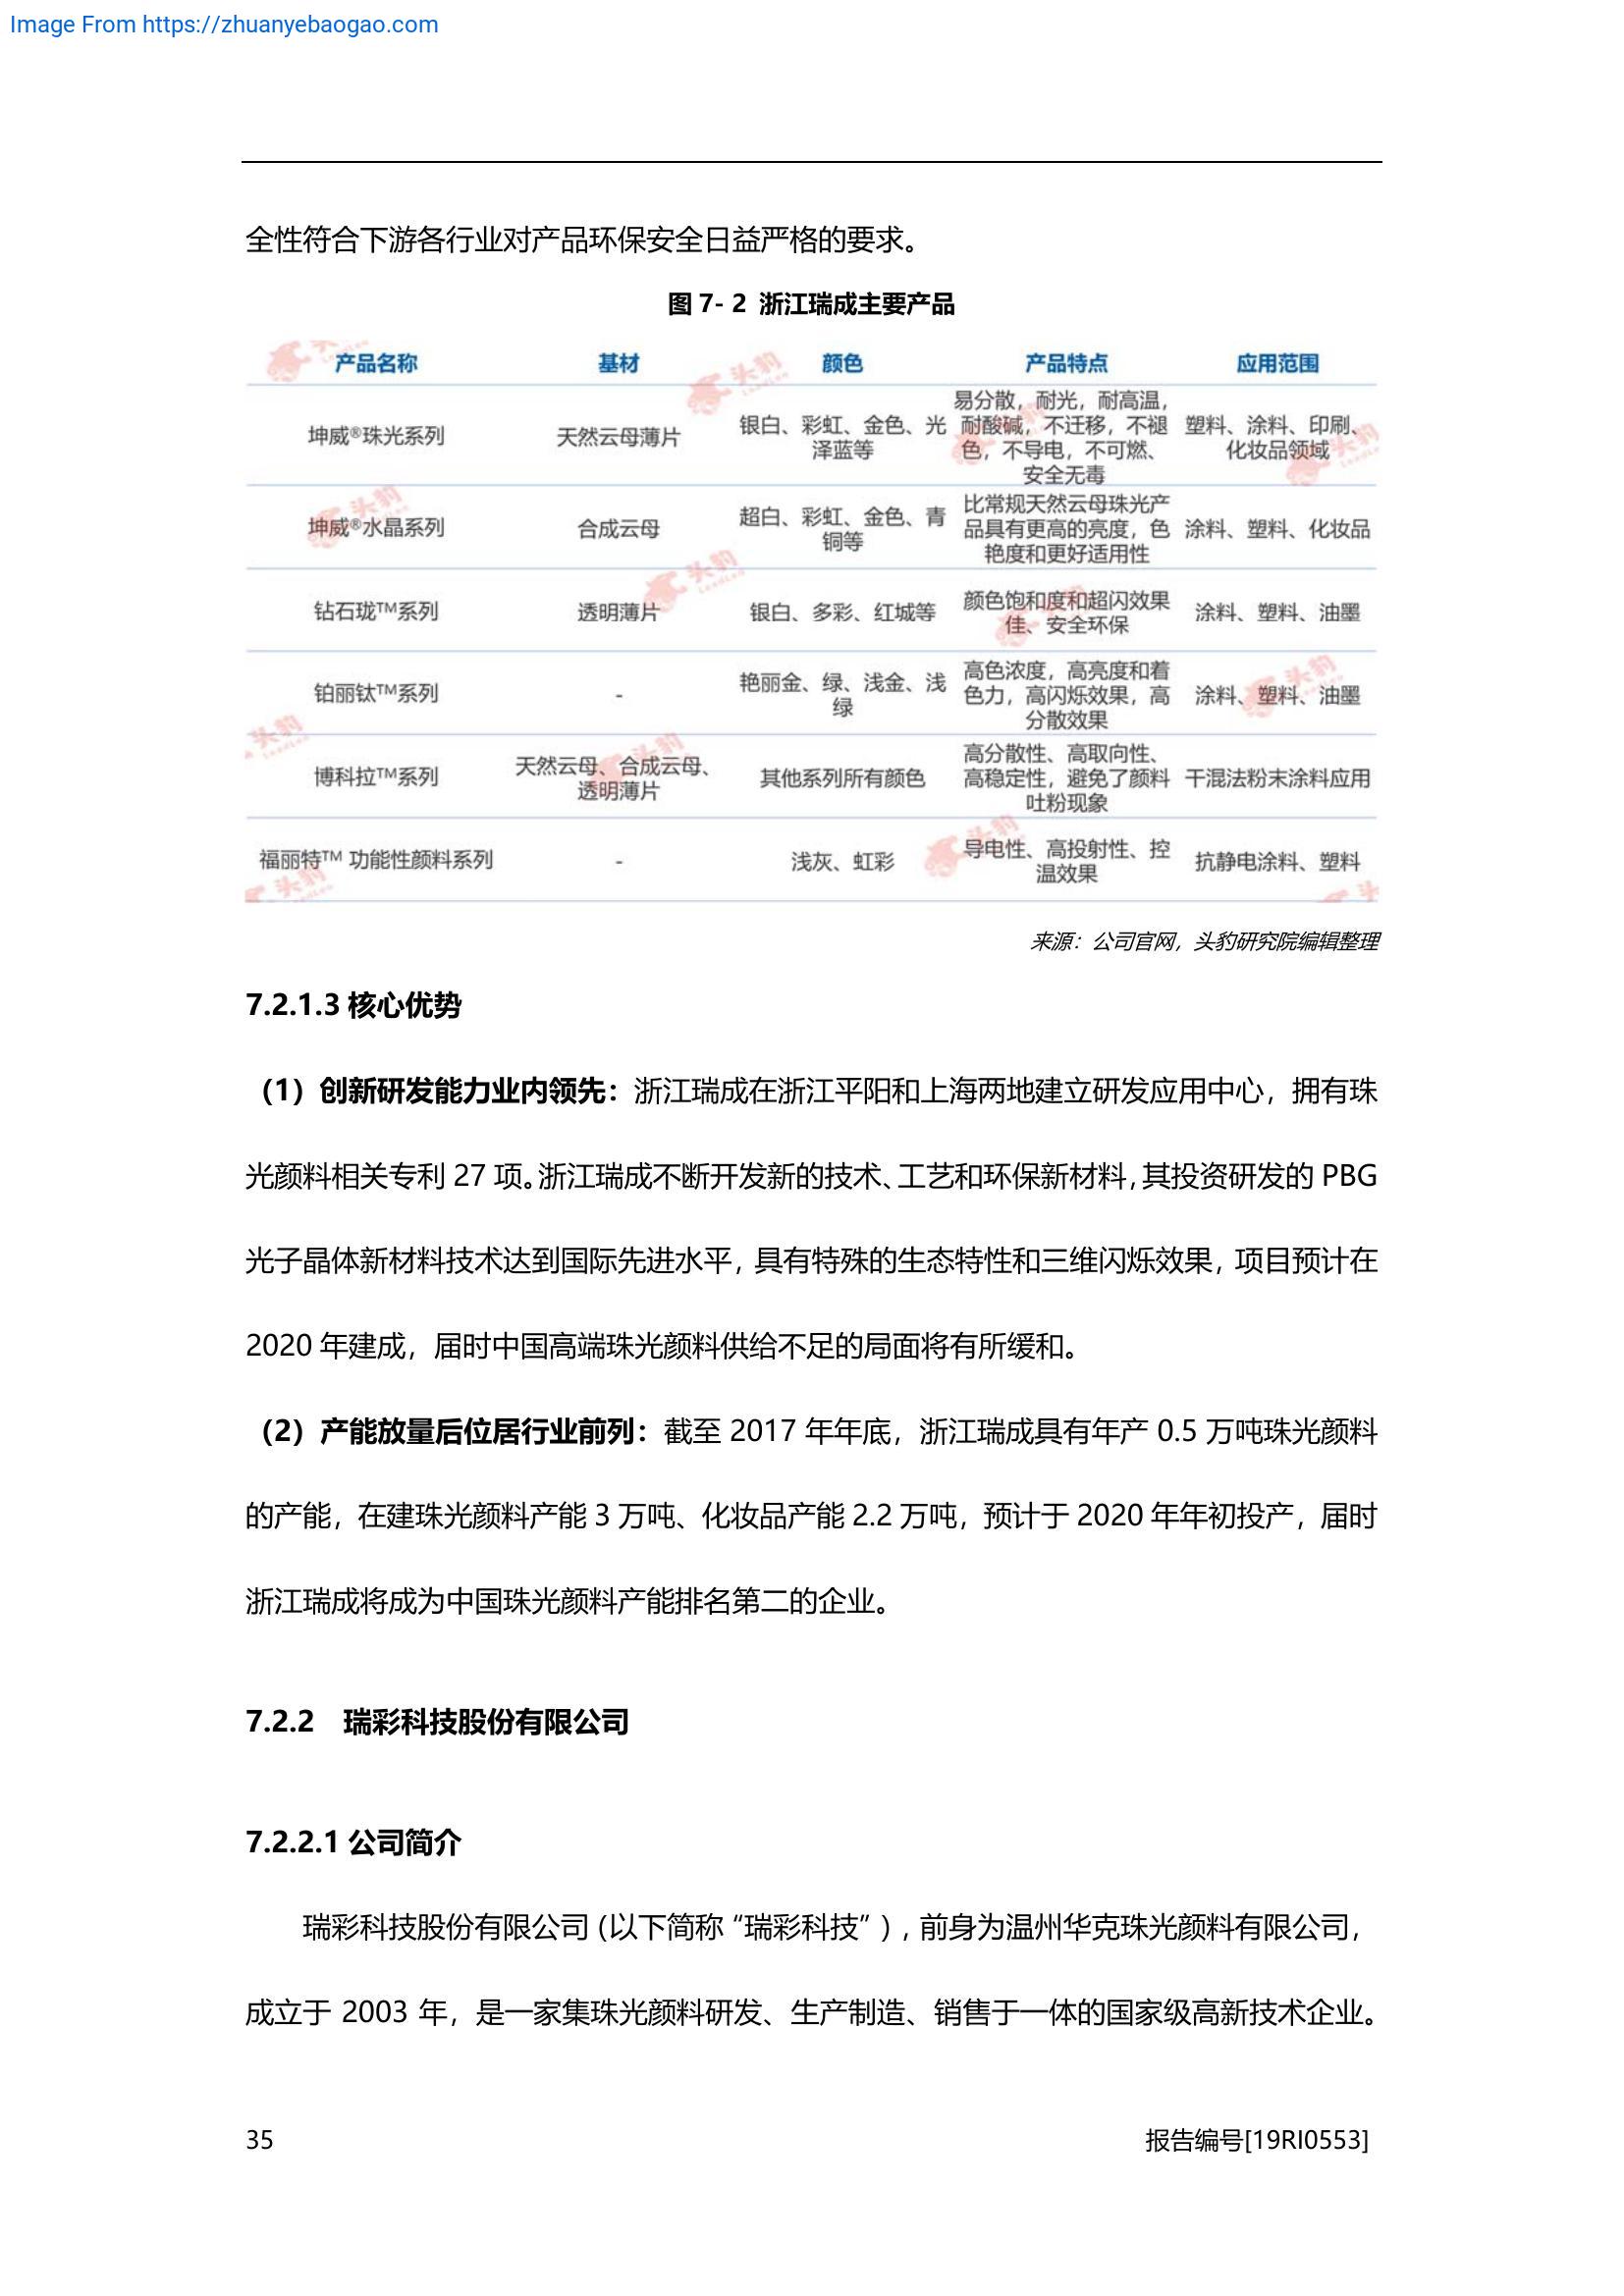 Image From https://zhuanyebaogao.com
全性符合下游各行业对产品环保安全日益严格的要求。
图 7- 2 浙江瑞成主要产品
产品名称 基材 颜色 产品特点 应用范围
坤威®珠光系列 天然云母薄片 银白、彩虹、金色、光泽蓝等 易分散，耐光，耐高温，耐酸碱，不迁移，不褪色，不导电，不可燃、安全无毒 塑料、涂料、印刷、化妆品领域
坤威®水晶系列 合成云母 超白、彩虹、金色、青铜等 比常规天然云母珠光产品具有更高的亮度，色艳度和更好适用性 涂料、塑料、化妆品
钻石珑™系列 透明薄片 银白、多彩、红城等 颜色饱和度和超闪效果佳、安全环保 涂料、塑料、油墨
铂丽钛™系列 - 艳丽金、绿、浅金、浅绿 高色浓度，高亮度和着色力，高闪烁效果，高分散效果 涂料、塑料、油墨
博科拉™系列 天然云母、合成云母、透明薄片 其他系列所有颜色 高分散性、高取向性、高稳定性，避免了颜料吐粉现象 干混法粉末涂料应用
福丽特™ 功能性颜料系列 - 浅灰、虹彩 导电性、高投射性、控温效果 抗静电涂料、塑料
来源：公司官网，头豹研究院编辑整理
7.2.1.3 核心优势
（1）创新研发能力业内领先：浙江瑞成在浙江平阳和上海两地建立研发应用中心，拥有珠
光颜料相关专利 27 项。浙江瑞成不断开发新的技术、工艺和环保新材料，其投资研发的 PBG
光子晶体新材料技术达到国际先进水平，具有特殊的生态特性和三维闪烁效果，项目预计在
2020 年建成，届时中国高端珠光颜料供给不足的局面将有所缓和。
（2）产能放量后位居行业前列：截至 2017 年年底，浙江瑞成具有年产 0.5 万吨珠光颜料
的产能，在建珠光颜料产能 3 万吨、化妆品产能 2.2 万吨，预计于 2020 年年初投产，届时
浙江瑞成将成为中国珠光颜料产能排名第二的企业。
7.2.2 瑞彩科技股份有限公司
7.2.2.1 公司简介
瑞彩科技股份有限公司（以下简称“瑞彩科技”），前身为温州华克珠光颜料有限公司，
成立于 2003 年，是一家集珠光颜料研发、生产制造、销售于一体的国家级高新技术企业。
35
报告编号[19RI0553]